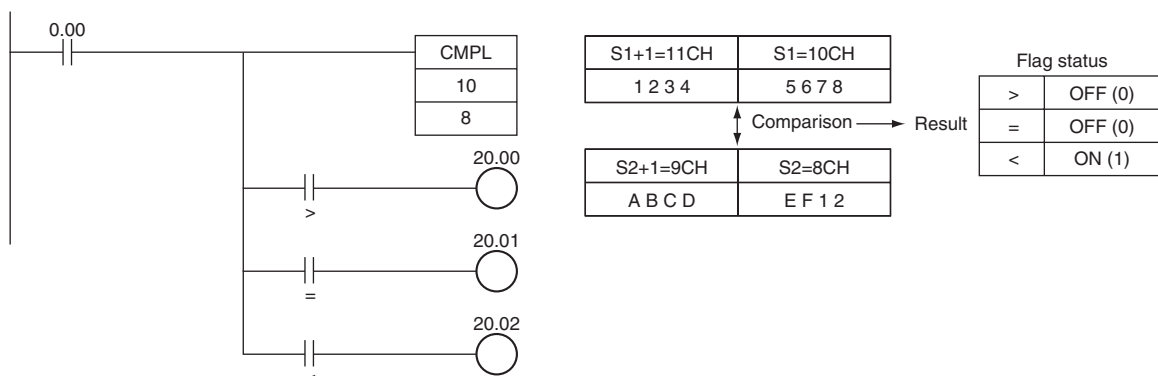 0.00
CMPL
10
8
20.00
>
20.01
=
20.02
S1+1=11CH S1=10CH
1 2 3 4 5 6 7 8
Comparison Result
S2+1=9CH S2=8CH
A B C D E F 1 2
Flag status
> OFF (0)
= OFF (0)
< ON (1)